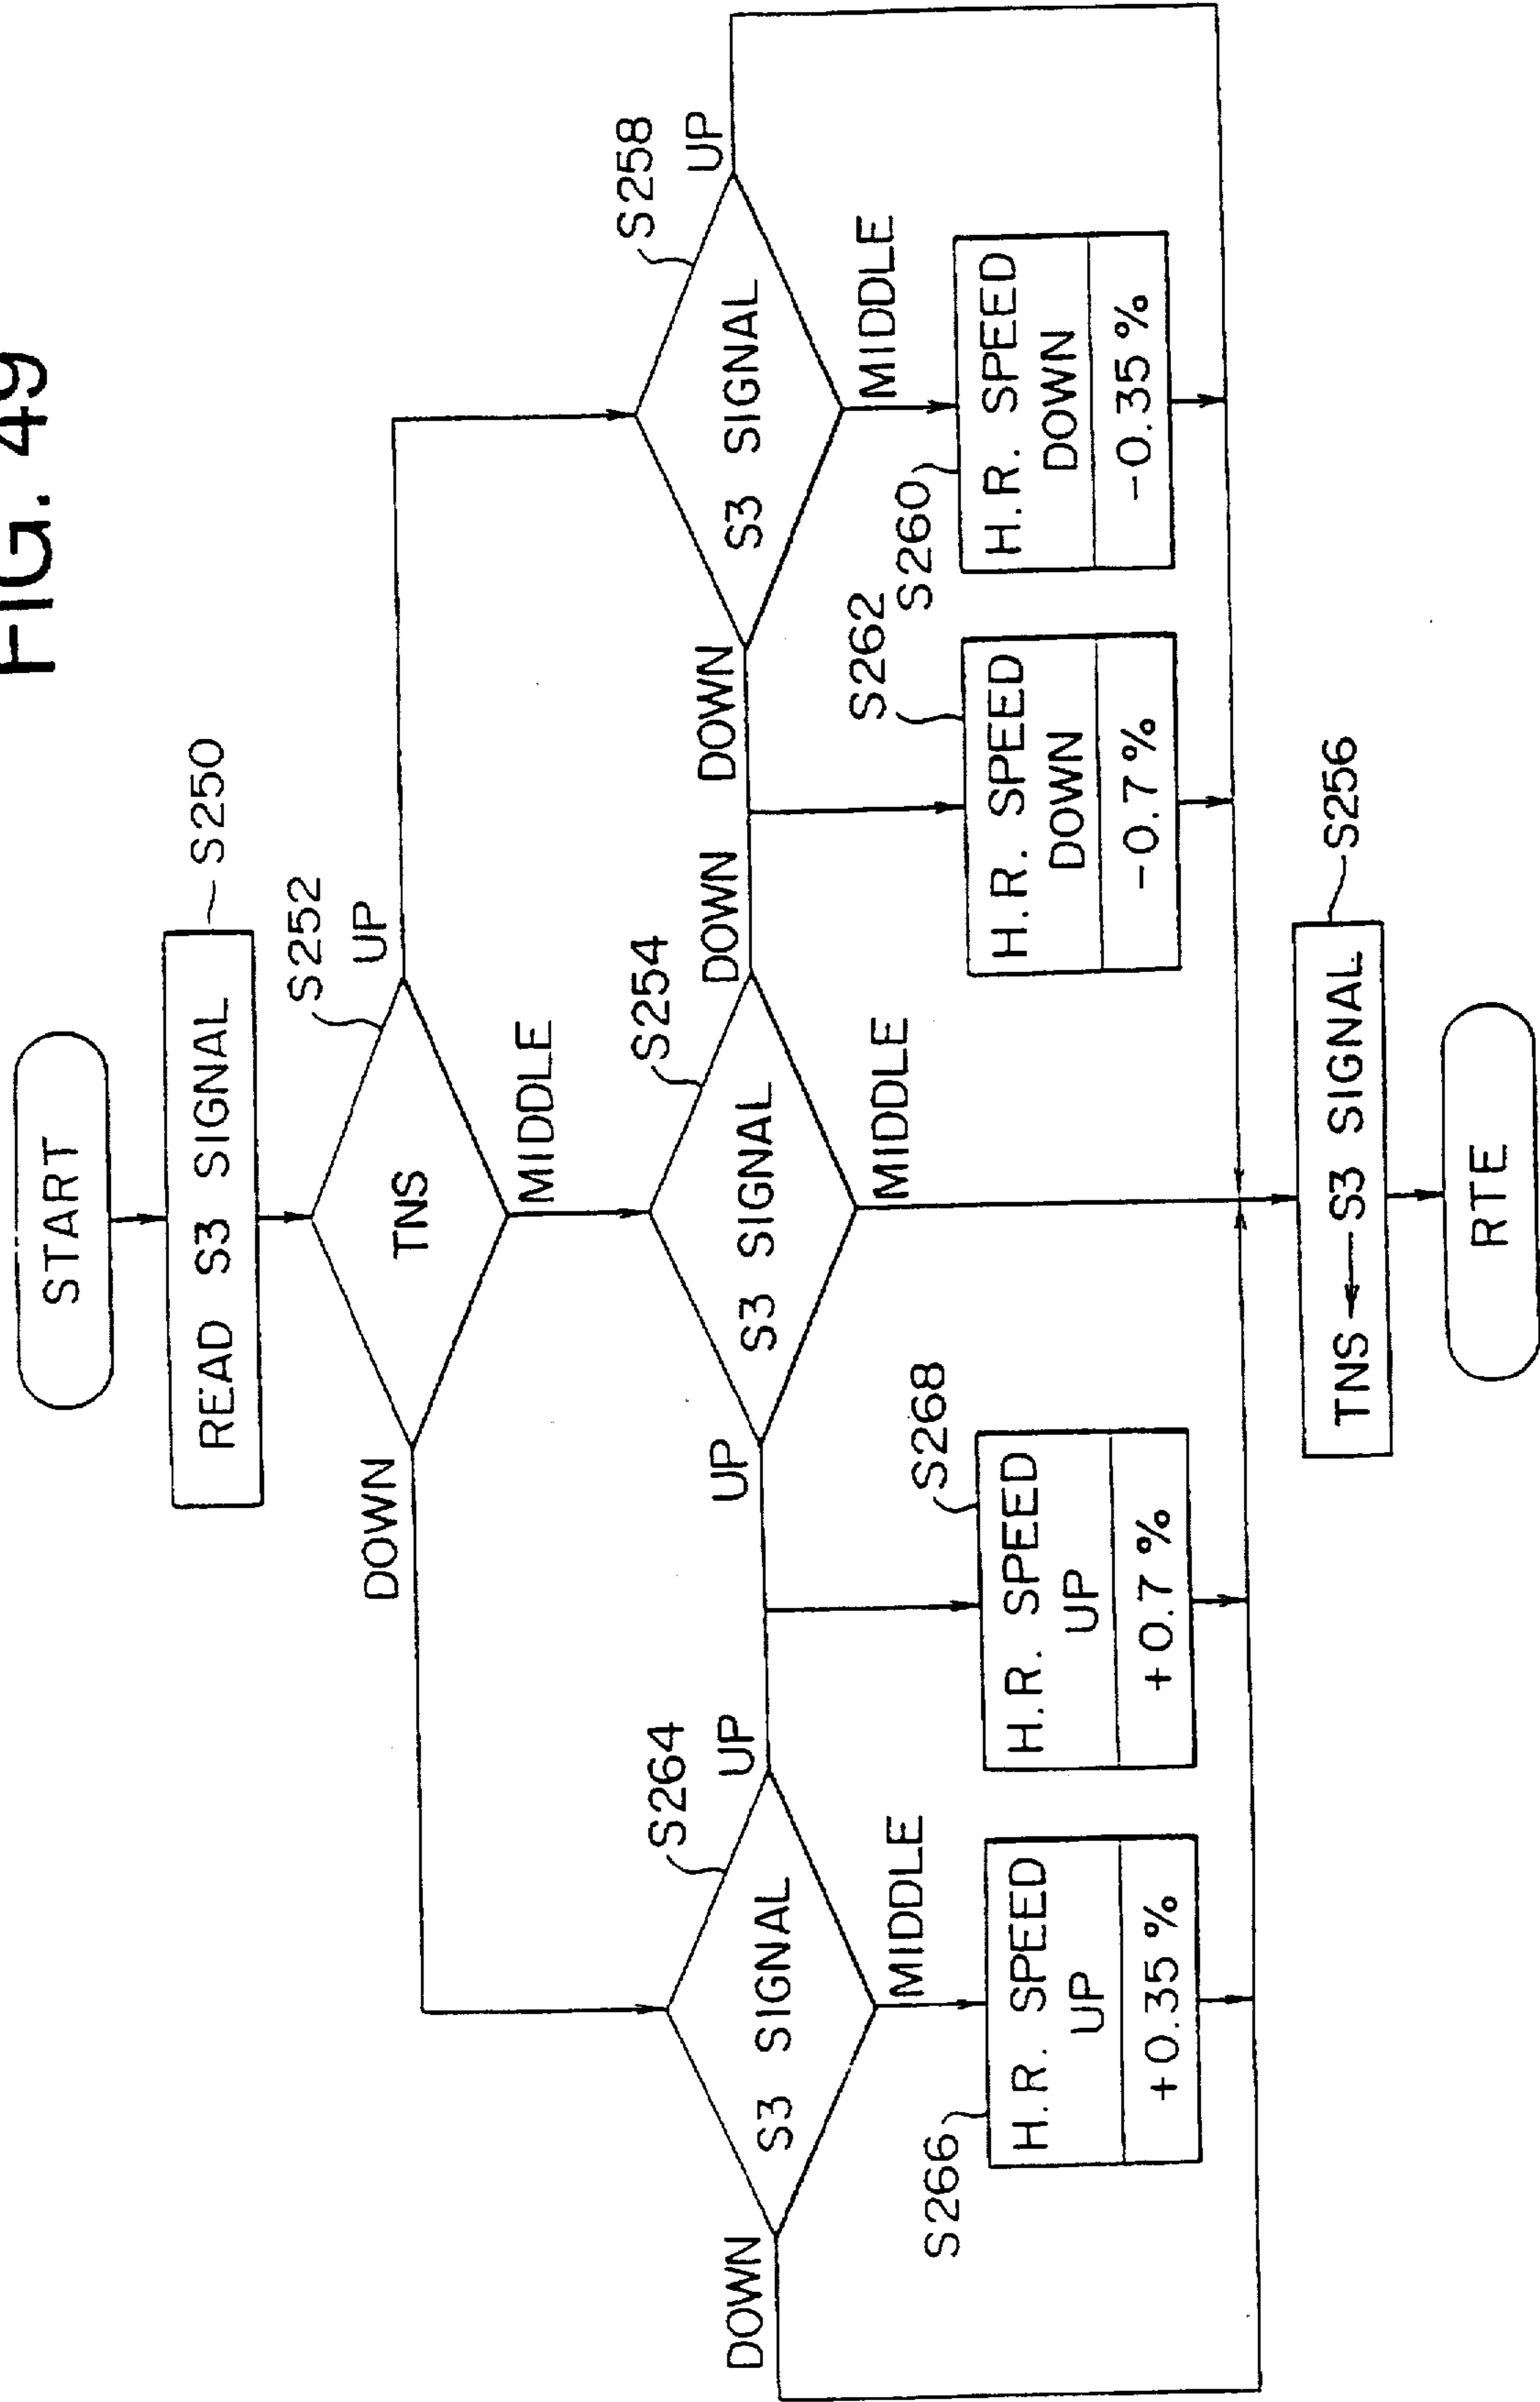 FIG. 49
START
READ S3 SIGNAL
S250
S252
TNS
DOWN
UP
MIDDLE
S264
S3 SIGNAL
DOWN
UP
MIDDLE
S254
S3 SIGNAL
UP
DOWN
MIDDLE
S258
S3 SIGNAL
DOWN
UP
MIDDLE
S266
H.R. SPEED
UP
+0.35 %
S268
H.R. SPEED
UP
+0.7 %
S262
H.R. SPEED
DOWN
-0.7 %
S260
H.R. SPEED
DOWN
-0.35 %
TNS ← S3 SIGNAL
S256
RTE